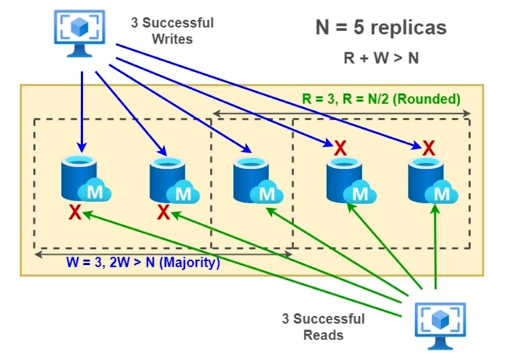 3 Successful
Writes
N = 5 replicas
R + W > N
R = 3, R = N/2 (Rounded)
X
X
M
M
M
M
M
X
X
W = 3, 2W > N (Majority)
3 Successful
Reads